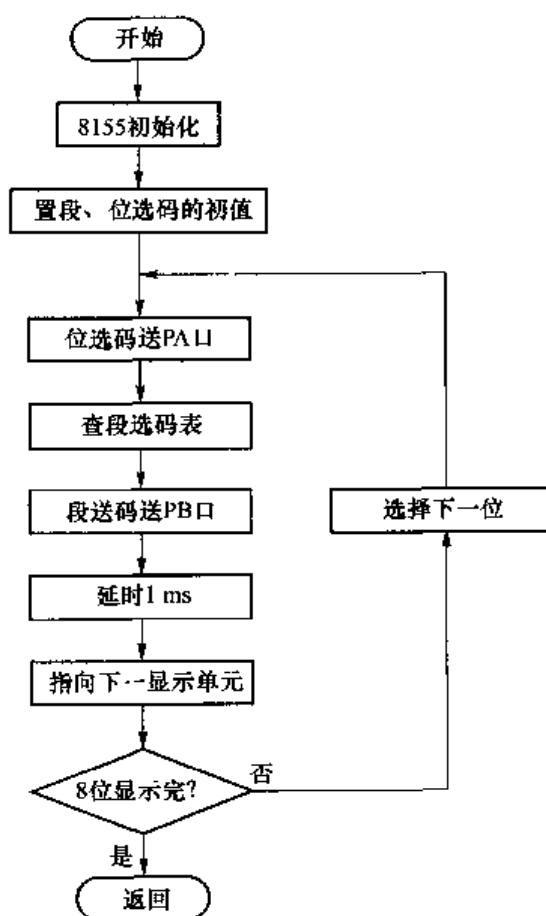 开始
8155初始化
置段、位选码的初值
位选码送PA口
查段选码表
段送码送PB口
选择下一位
延时1 ms
指向下一显示单元
8位显示完?
否
是
返回